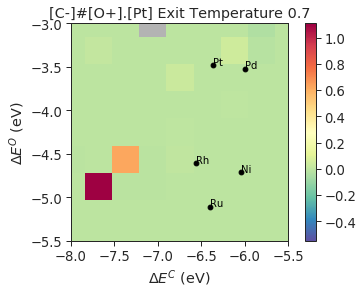 [C-]#[O+].[Pt] Exit Temperature 0.7
−3.0
−3.5
−4.0
−4.5
−5.0
−5.5
ΔE^O (eV)
Pt
Pd
Rh
Ni
Ru
−8.0 −7.5 −7.0 −6.5 −6.0 −5.5
ΔE^C (eV)
1.0
0.8
0.6
0.4
0.2
0.0
−0.2
−0.4